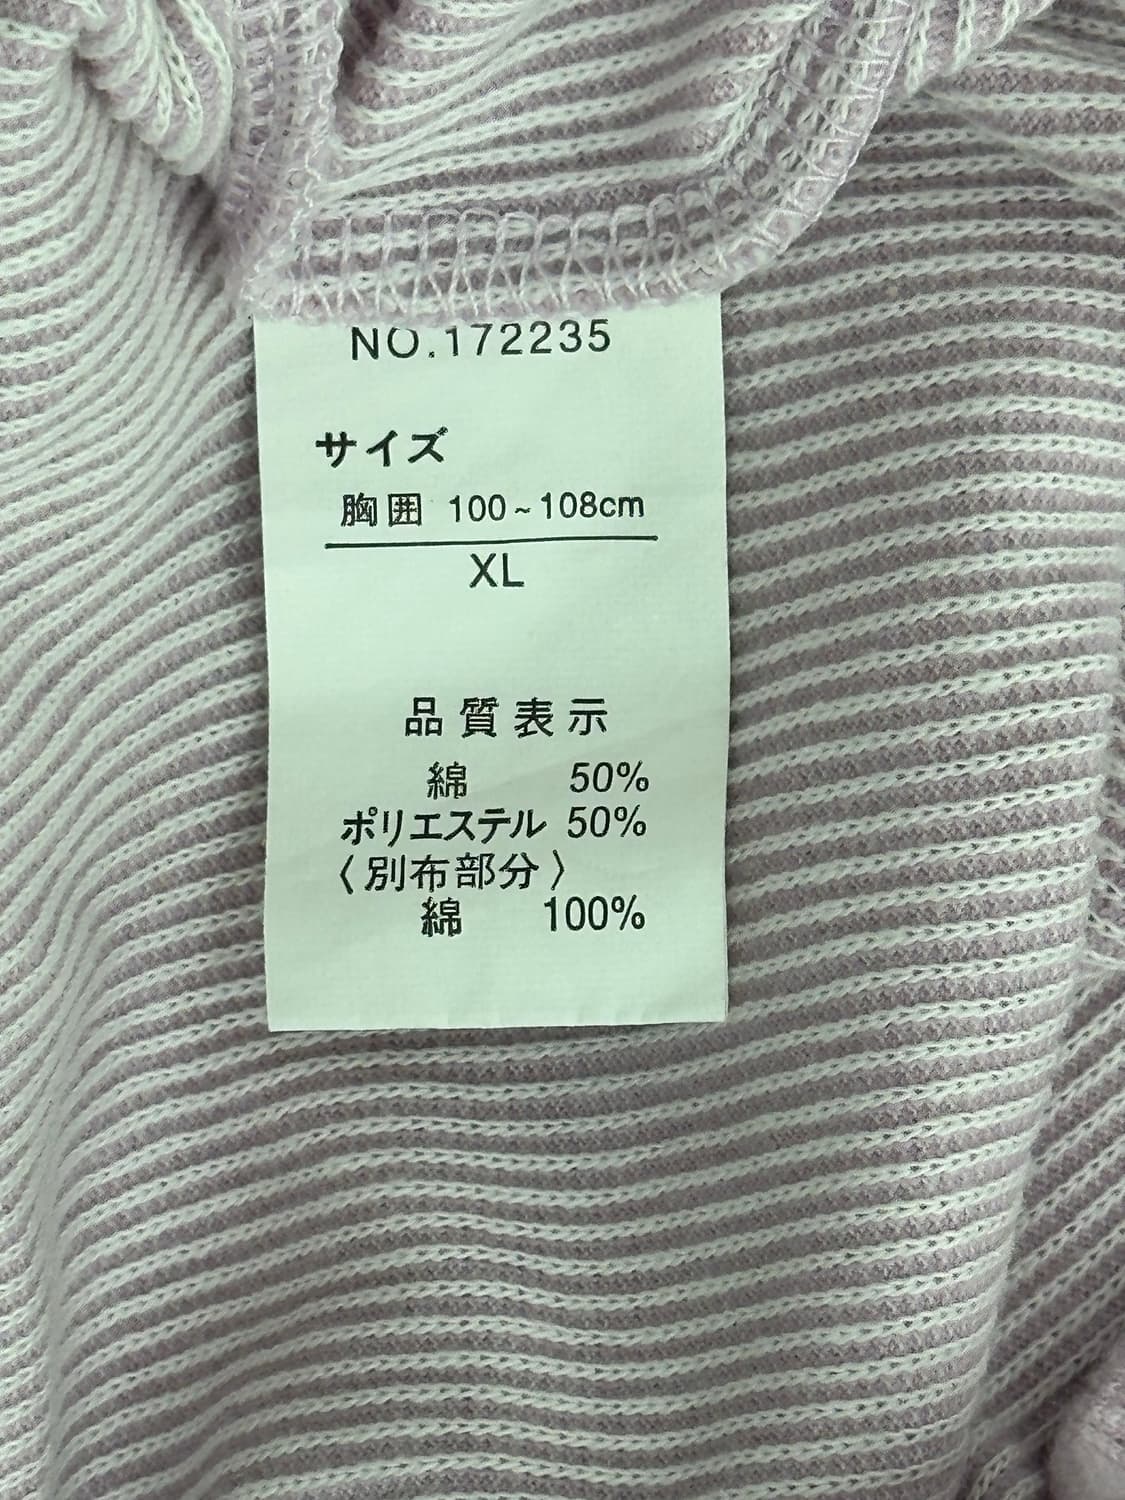 NO.172235
サイズ
胸囲 100~108cm
XL
品質表示
綿 50%
ポリエステル 50%
〈別布部分〉
綿 100%